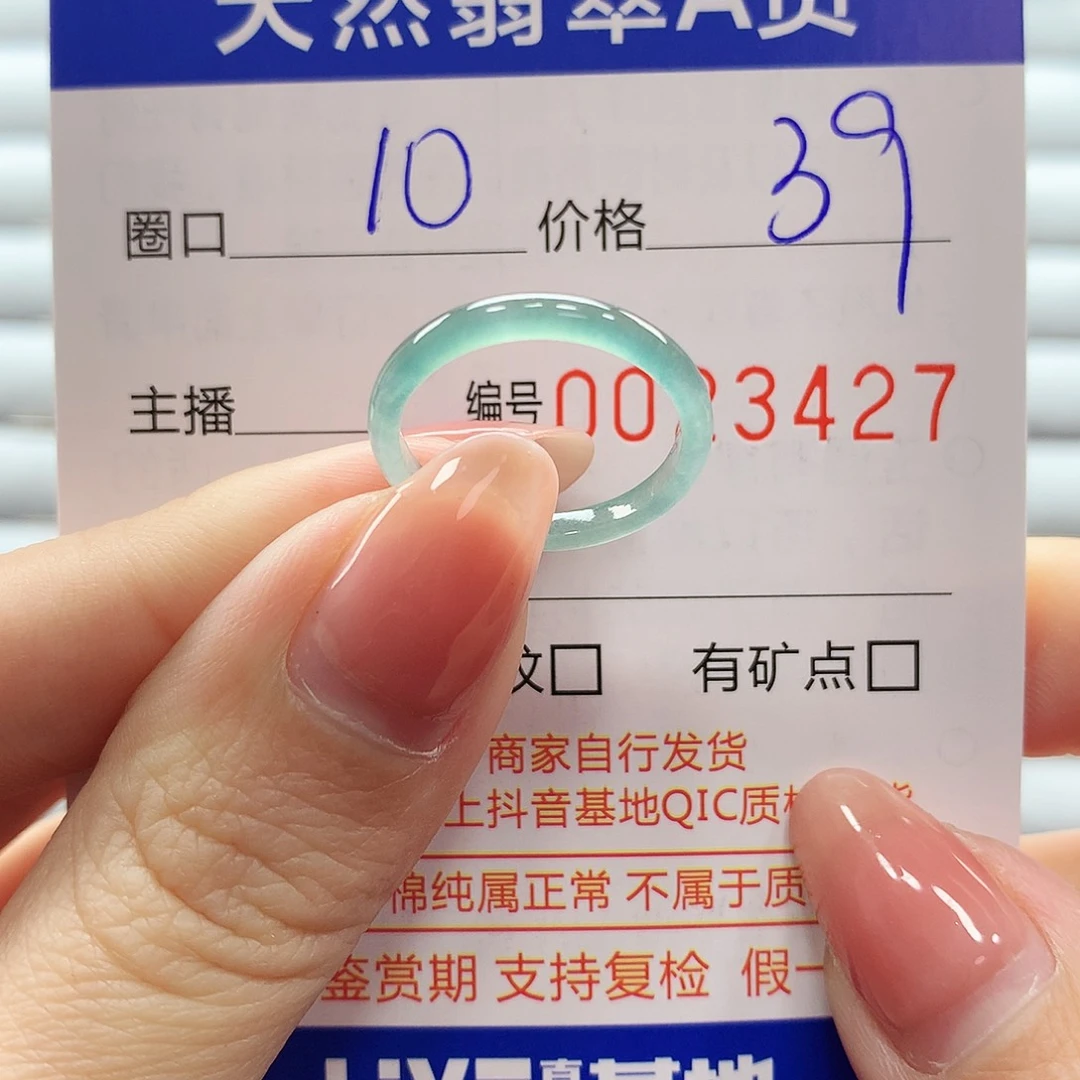 天然翡翠A货
圈口 10 价格 39
主播 编号 0023427
纹□ 有矿点□
商家自行发货
上抖音基地QIC质检
棉纯属正常 不属于质
鉴赏期 支持复检 假一
基地